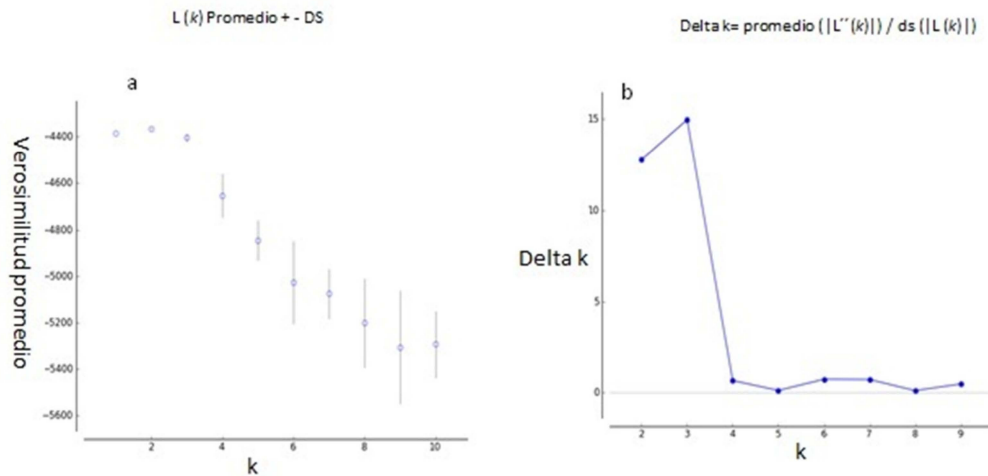 L (k) Promedio + - DS
a
Verosimilitud promedio
−4400
−4600
−4800
−5000
−5200
−5400
−5600
2 4 6 8 10
k
Delta k= promedio (|L´´(k)|) / ds (|L (k)|)
b
Delta k
15
10
5
0
2 3 4 5 6 7 8 9
k